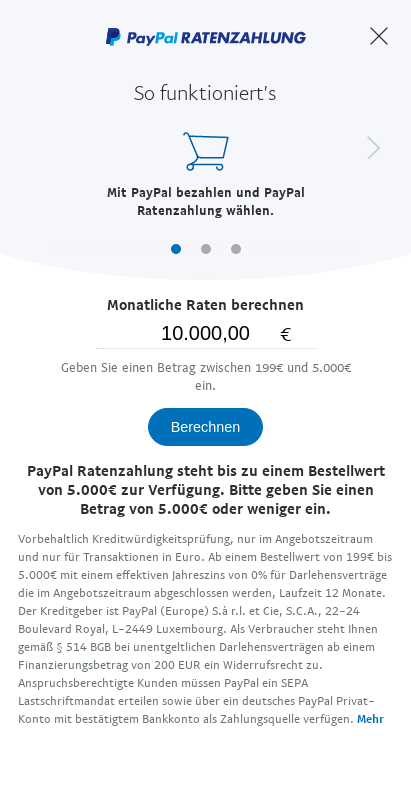 PayPal RATENZAHLUNG
So funktioniert's
Mit PayPal bezahlen und PayPal
Ratenzahlung wählen.
Monatliche Raten berechnen
10.000,00 €
Geben Sie einen Betrag zwischen 199€ und 5.000€
ein.
Berechnen
PayPal Ratenzahlung steht bis zu einem Bestellwert
von 5.000€ zur Verfügung. Bitte geben Sie einen
Betrag von 5.000€ oder weniger ein.
Vorbehaltlich Kreditwürdigkeitsprüfung, nur im Angebotszeitraum
und nur für Transaktionen in Euro. Ab einem Bestellwert von 199€ bis
5.000€ mit einem effektiven Jahreszins von 0% für Darlehensverträge
die im Angebotszeitraum abgeschlossen werden, Laufzeit 12 Monate.
Der Kreditgeber ist PayPal (Europe) S.à r.l. et Cie, S.C.A., 22-24
Boulevard Royal, L-2449 Luxembourg. Als Verbraucher steht Ihnen
gemäß § 514 BGB bei unentgeltlichen Darlehensverträgen ab einem
Finanzierungsbetrag von 200 EUR ein Widerrufsrecht zu.
Anspruchsberechtigte Kunden müssen PayPal ein SEPA
Lastschriftmandat erteilen sowie über ein deutsches PayPal Privat-
Konto mit bestätigtem Bankkonto als Zahlungsquelle verfügen. Mehr